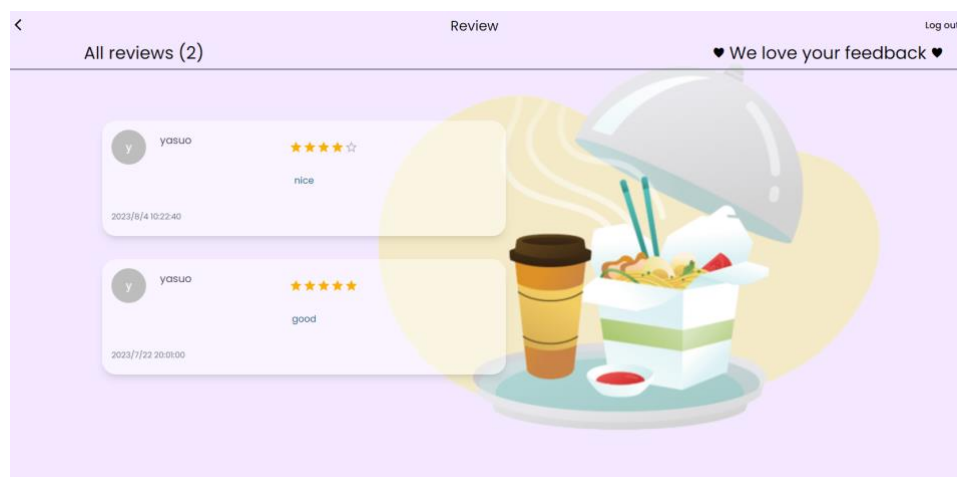 Review
Log out
All reviews (2)
♥ We love your feedback ♥
y
yasuo
nice
2023/8/4 10:22:40
y
yasuo
good
2023/7/22 20:01:00